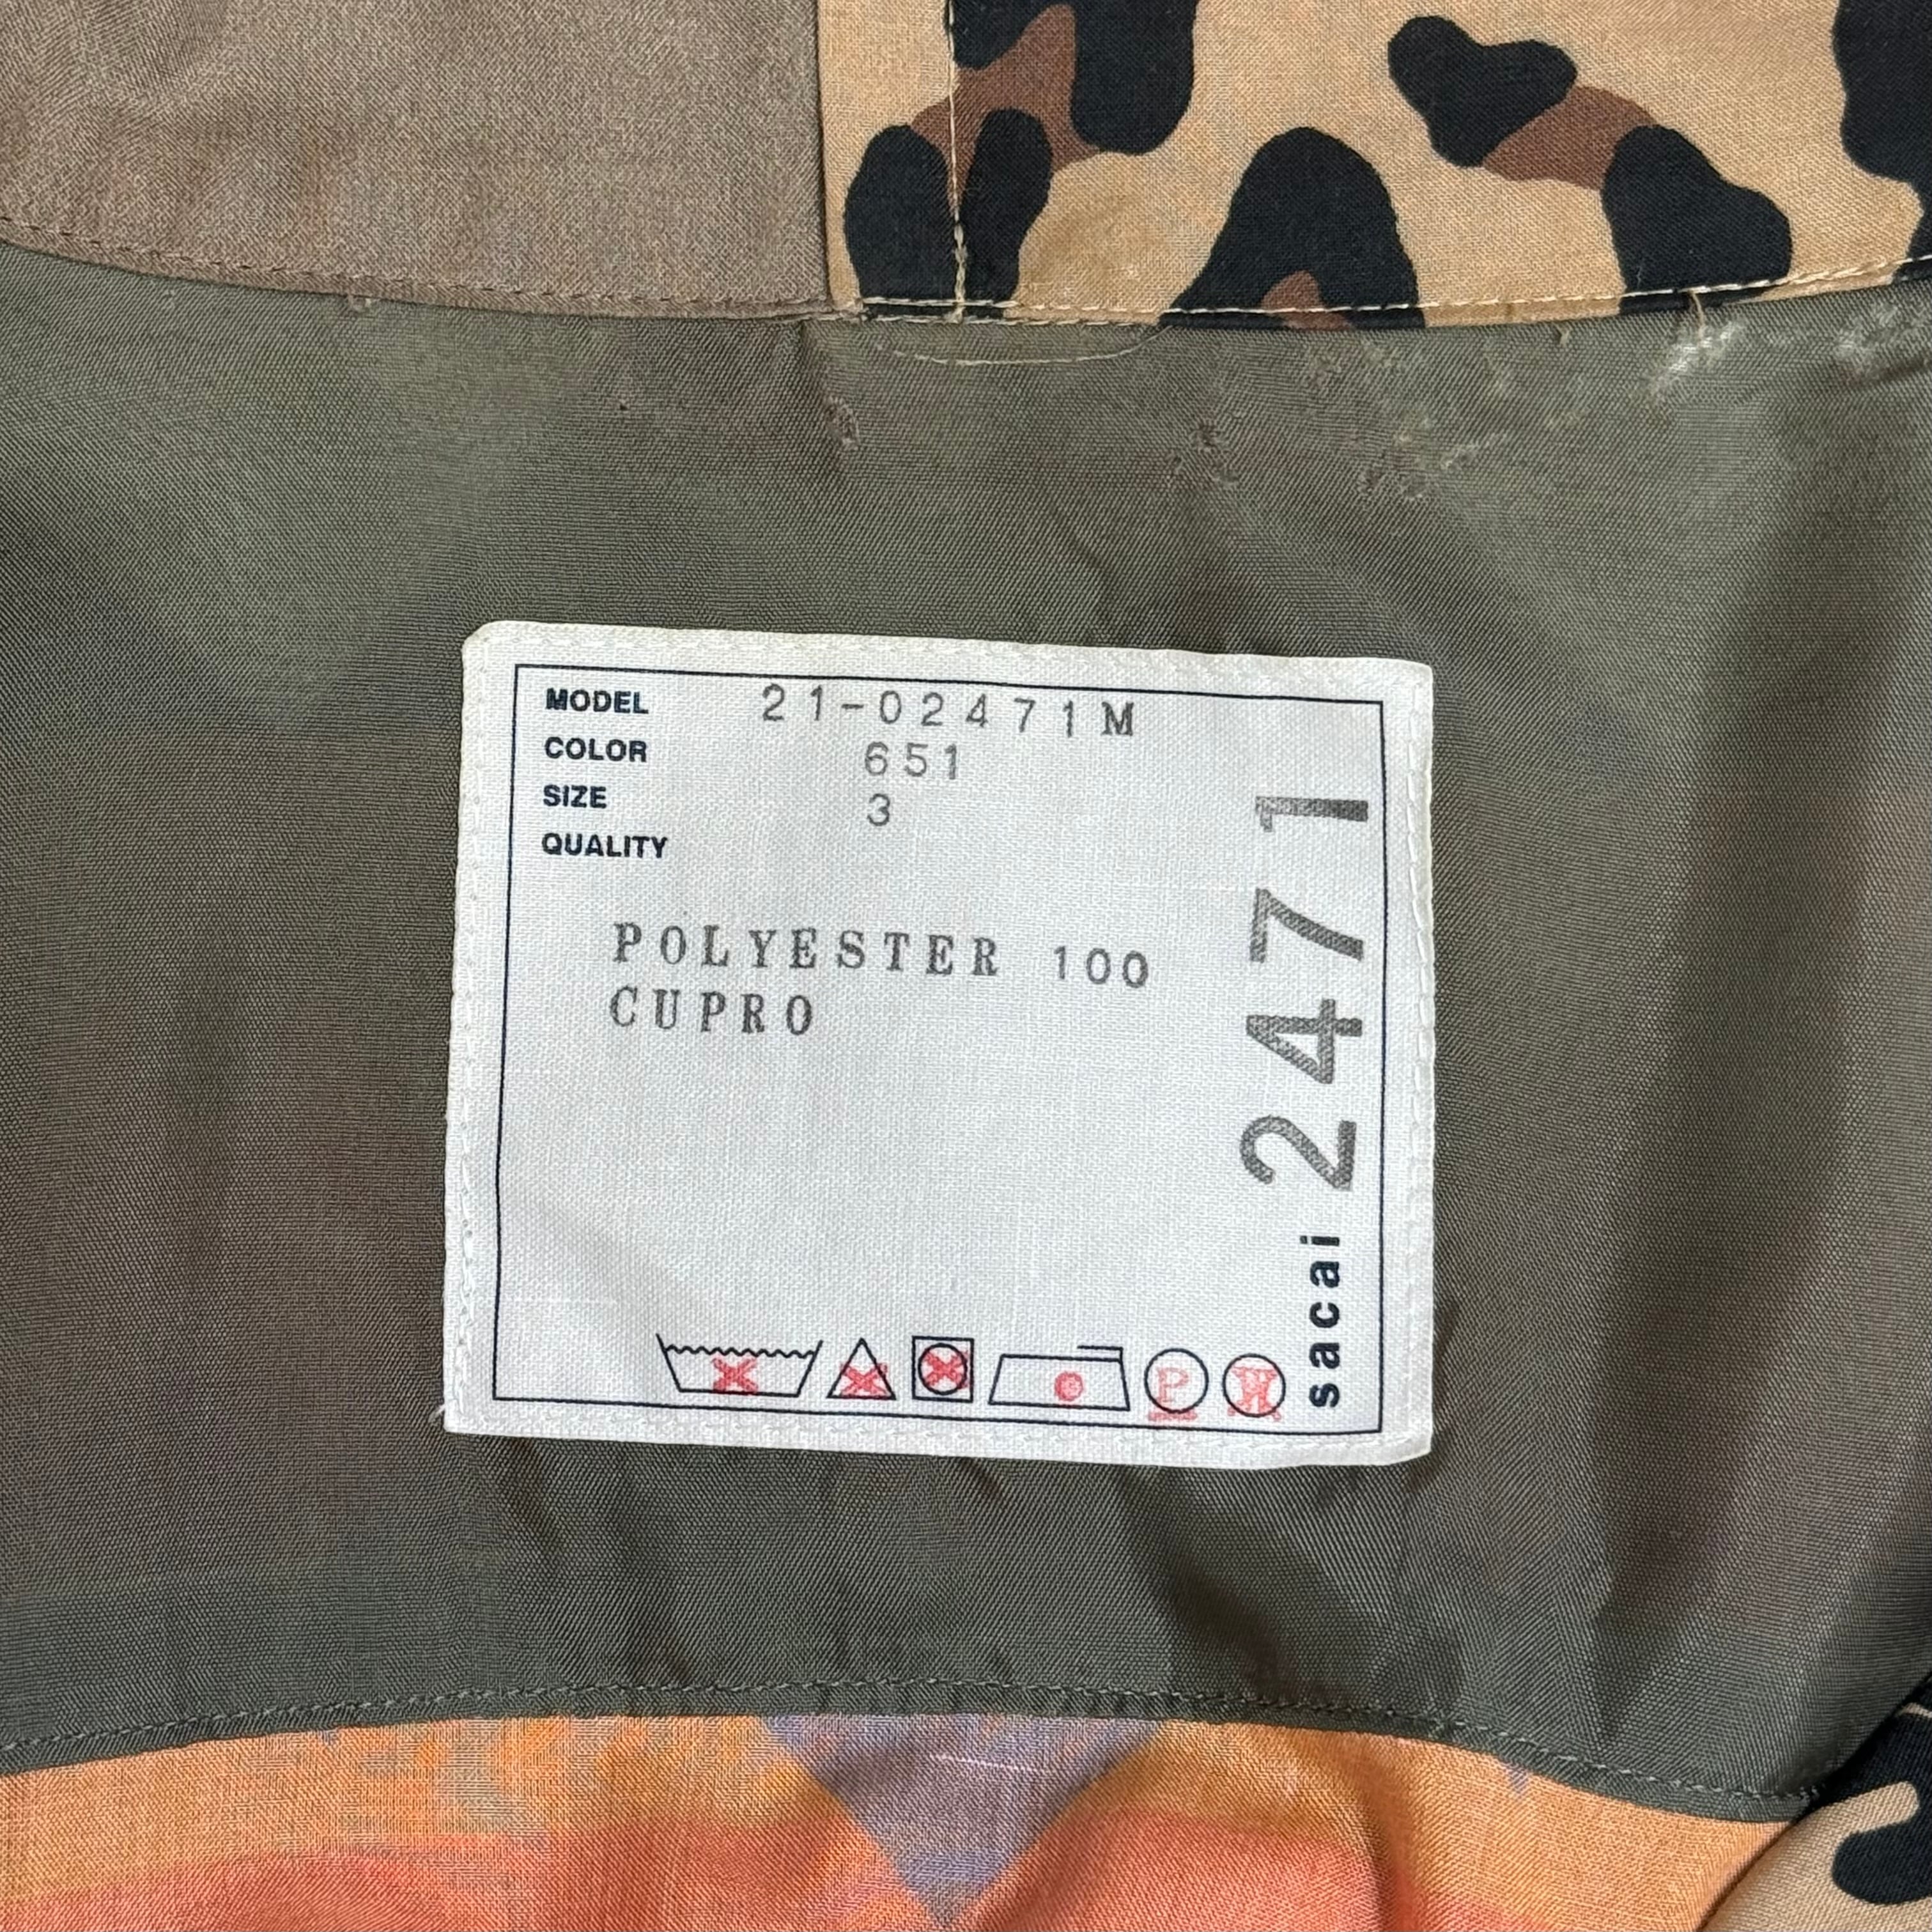 MODEL 21-02471M
COLOR 651
SIZE 3
QUALITY
POLYESTER 100
CUPRO
sacai 2471
P
W